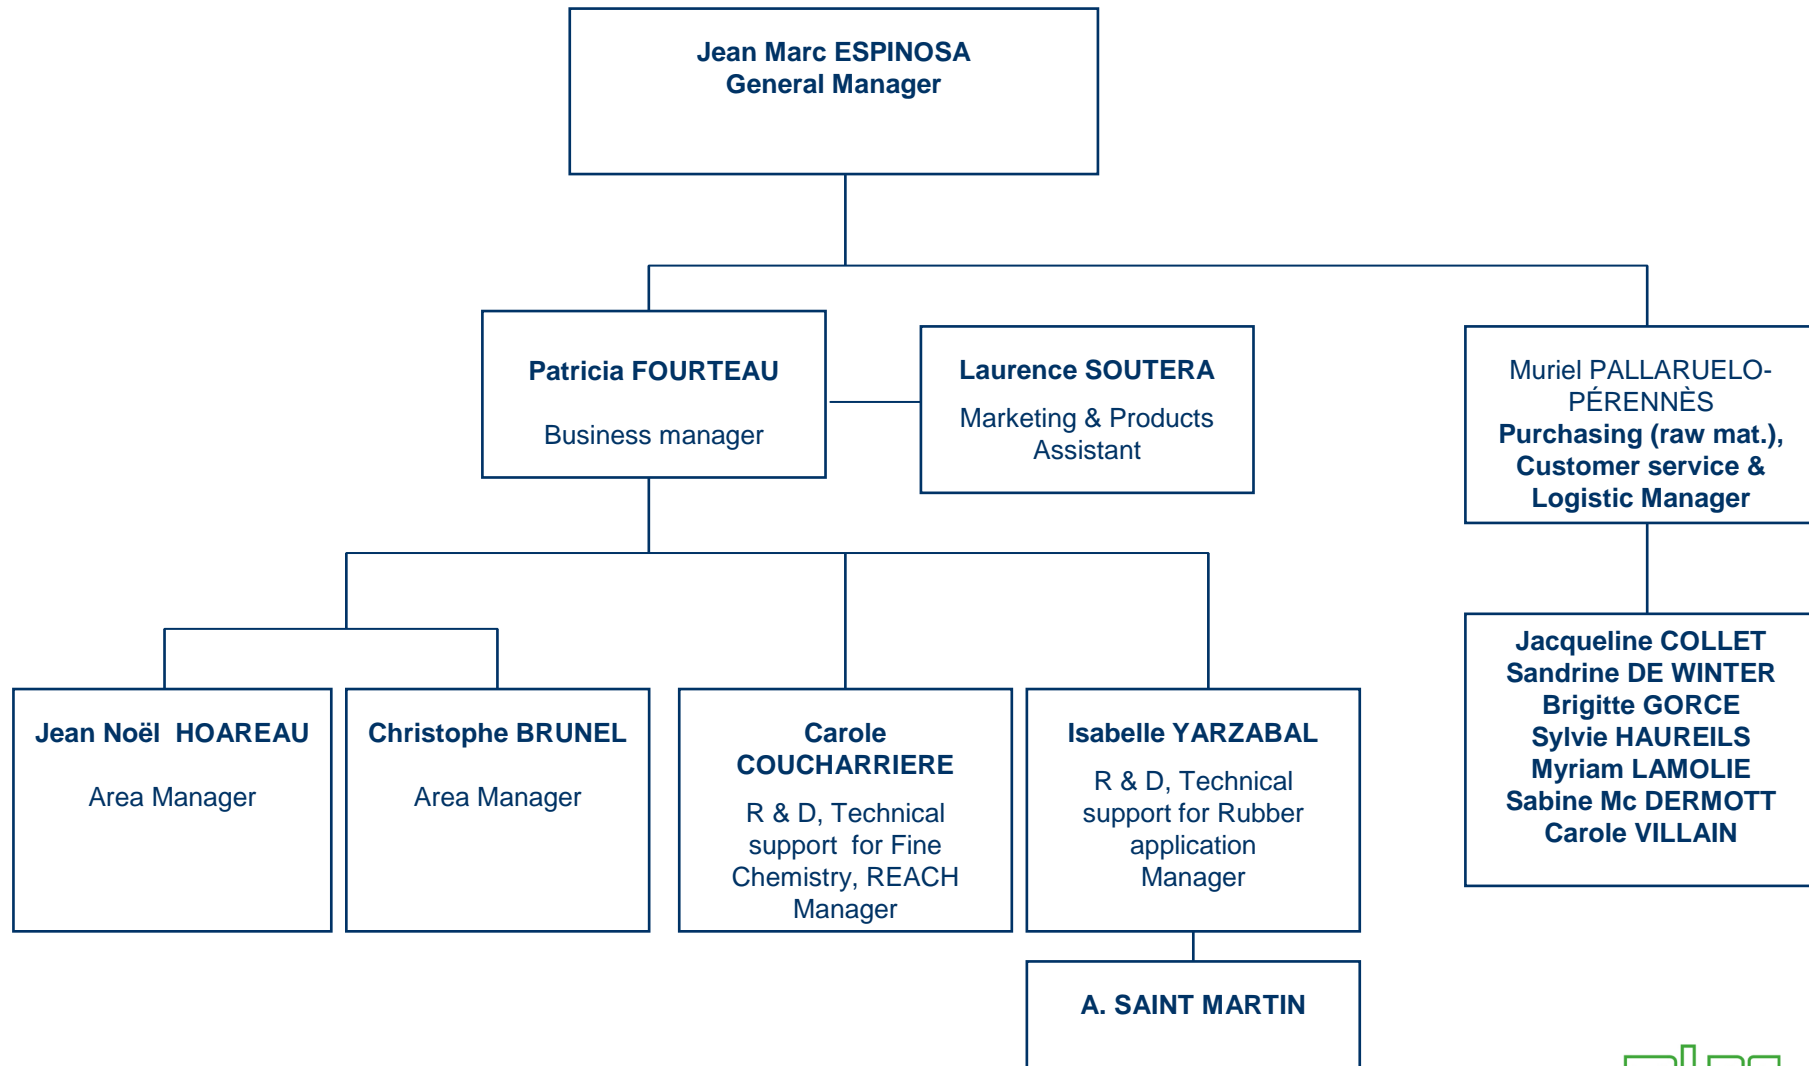 Jean Marc ESPINOSA
General Manager
Patricia FOURTEAU
Business manager
Laurence SOUTERA
Marketing & Products
Assistant
Muriel PALLARUELO-
PÉRENNÈS
Purchasing (raw mat.),
Customer service &
Logistic Manager
Jean Noël  HOAREAU
Area Manager
Christophe BRUNEL
Area Manager
Carole
COUCHARRIERE
R & D, Technical
support  for Fine
Chemistry, REACH
Manager
Isabelle YARZABAL
R & D, Technical
support for Rubber
application
Manager
Jacqueline COLLET
Sandrine DE WINTER
Brigitte GORCE
Sylvie HAUREILS
Myriam LAMOLIE
Sabine Mc DERMOTT
Carole VILLAIN
A. SAINT MARTIN